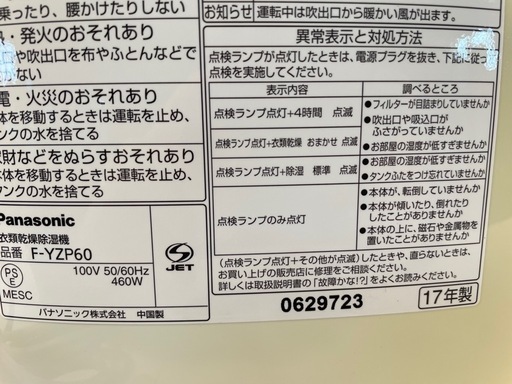 乗ったり、腰かけたりしない
熱・発火のおそれあり
口や吹出口を布やふとんなどで
さがない
電・火災のおそれあり
体を移動するときは運転を止め、
ンクの水を捨てる
家財などをぬらすおそれあり
本体を移動するときは運転を止め、
タンクの水を捨てる
Panasonic
衣類乾燥除湿機
品番 F-YZP60
100V 50/60Hz
460W
PS
E
MESC
JET
パナソニック株式会社 中国製
お知らせ 運転中は吹出口から暖かい風が出ます。
異常表示と対処方法
点検ランプが点灯したときは、電源プラグを抜き、下記に従っ
点検を実施してください。
表示内容 調べるところ
点検ランプ点灯+4時間 点滅
●フィルターが目詰まりしていませんか
●吹出口や吸込口が
ふさがっていませんか
点検ランプ点灯+衣類乾燥 おまかせ 点滅
●お部屋の湿度が低すぎませんか
点検ランプ点灯+除湿 標準 点滅
●お部屋の湿度が低すぎませんか
●タンクふたをつけ忘れていませんか
点検ランプのみ点灯
●本体が、転倒していませんか
●本体が傾いたり、倒れたり
したことがありませんか
●本体上に、磁石や金属物を
置いていませんか
(点検ランプ点灯+その他が点滅)したときや、直らないときは
お買い上げの販売店に修理をご依頼ください。
詳しくは取扱説明書の「故障かな!?」をご覧ください。
0629723
17年製